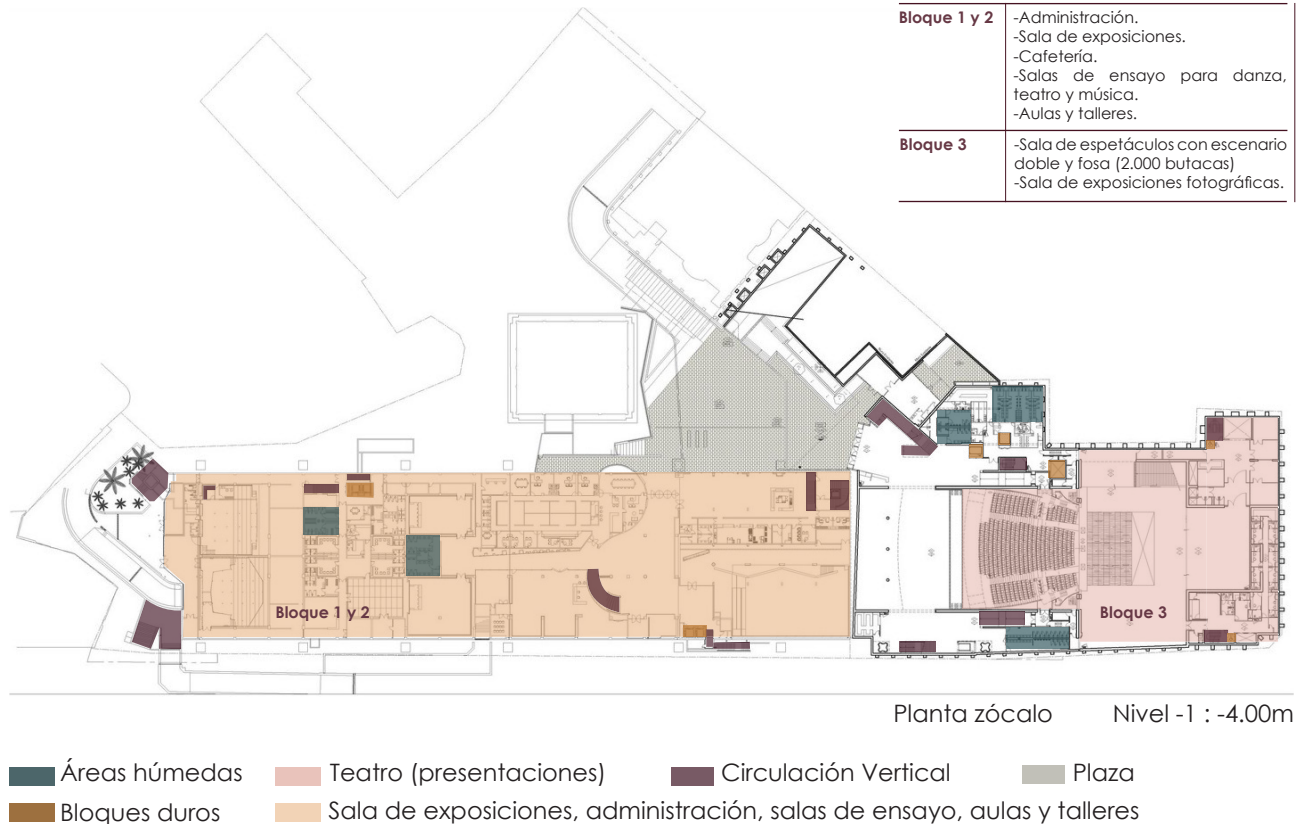 Bloque 1 y 2
-Administración.
-Sala de exposiciones.
-Cafetería.
-Salas de ensayo para danza,
teatro y música.
-Aulas y talleres.
Bloque 3
-Sala de espetáculos con escenario
doble y fosa (2.000 butacas)
-Sala de exposiciones fotográficas.
Bloque 1 y 2
Bloque 3
Planta zócalo Nivel -1 : -4.00m
Áreas húmedas Teatro (presentaciones) Circulación Vertical Plaza
Bloques duros Sala de exposiciones, administración, salas de ensayo, aulas y talleres